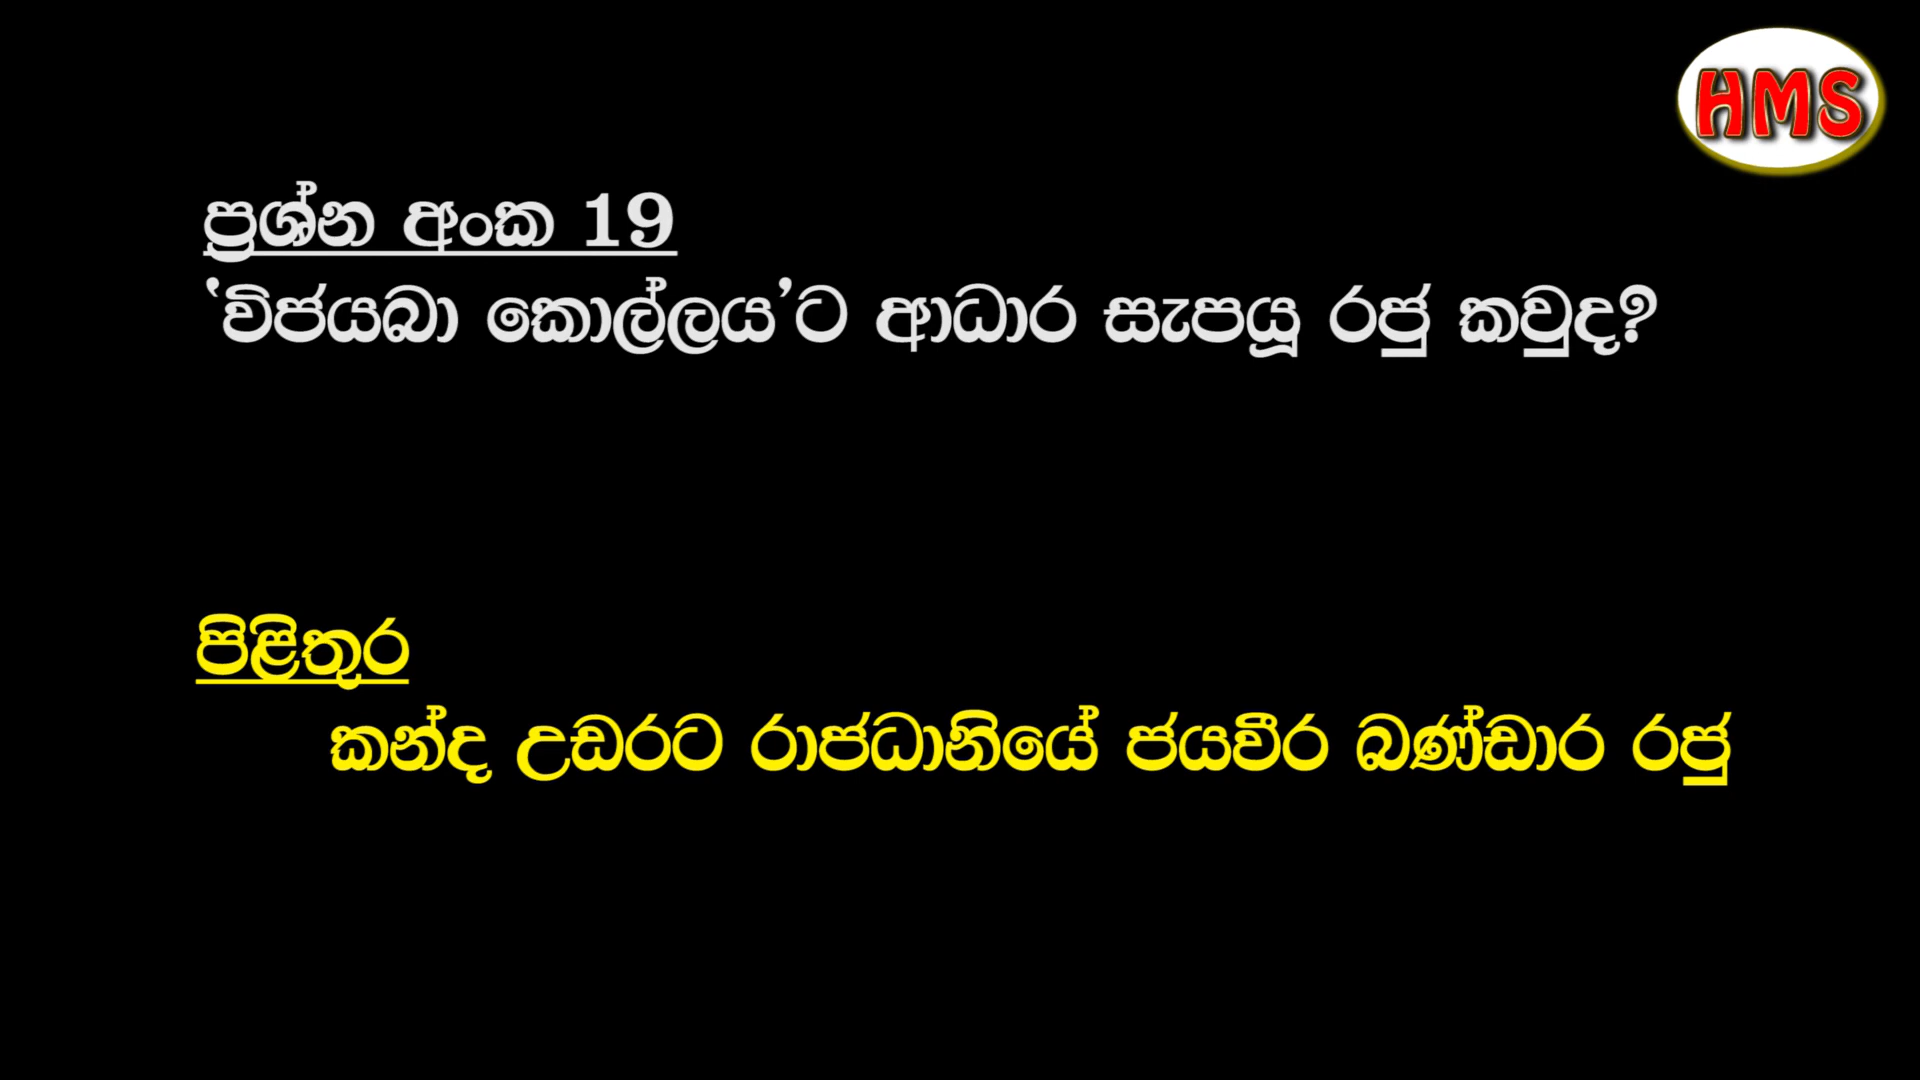 HMS
ප්‍රශ්න අංක 19
‘විජයබා කොල්ලය’ට ආධාර සැපයූ රජු කවුද?
පිළිතුර
කන්ද උඩරට රාජධානියේ ජයවීර බණ්ඩාර රජු